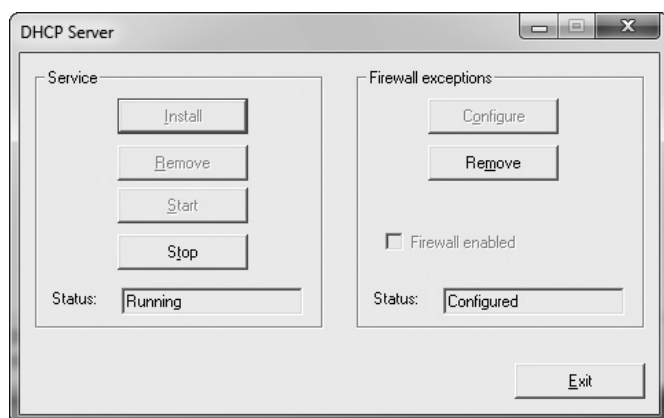 DHCP Server
Service
Install
Remove
Start
Stop
Status: Running
Firewall exceptions
Configure
Remove
Firewall enabled
Status: Configured
Exit